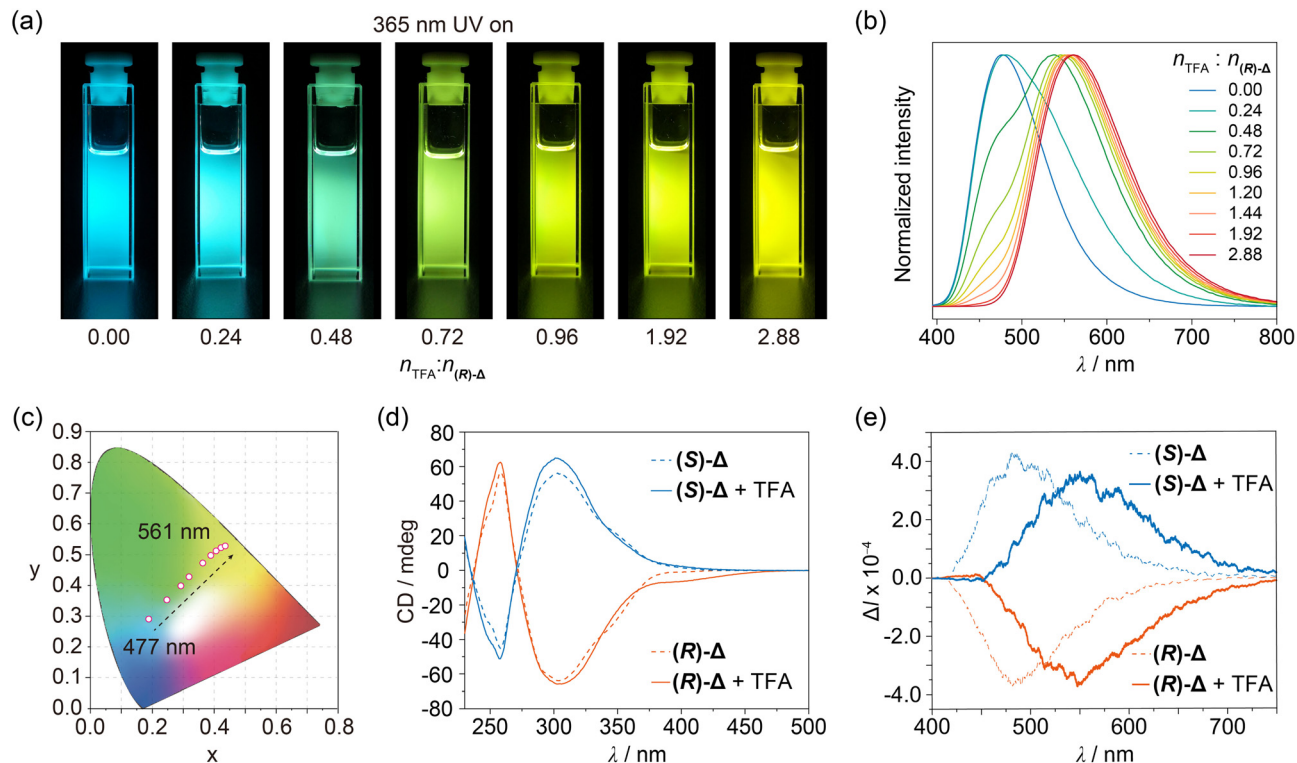 (a)
365 nm UV on
0.00 0.24 0.48 0.72 0.96 1.92 2.88
nTFA:n(R)-Δ
(b)
Normalized intensity
nTFA : n(R)-Δ
0.00
0.24
0.48
0.72
0.96
1.20
1.44
1.92
2.88
400 500 600 700 800
λ / nm
(c)
0.9
0.8
0.7
0.6
0.5
0.4
0.3
0.2
0.1
0.0
y
561 nm
477 nm
0.0 0.2 0.4 0.6 0.8
x
(d)
80
60
40
20
0
-20
-40
-60
-80
CD / mdeg
(S)-Δ
(S)-Δ + TFA
(R)-Δ
(R)-Δ + TFA
250 300 350 400 450 500
λ / nm
(e)
4.0
2.0
0.0
-2.0
-4.0
ΔI x 10⁻⁴
(S)-Δ
(S)-Δ + TFA
(R)-Δ
(R)-Δ + TFA
400 450 500 550 600 650 700
λ / nm